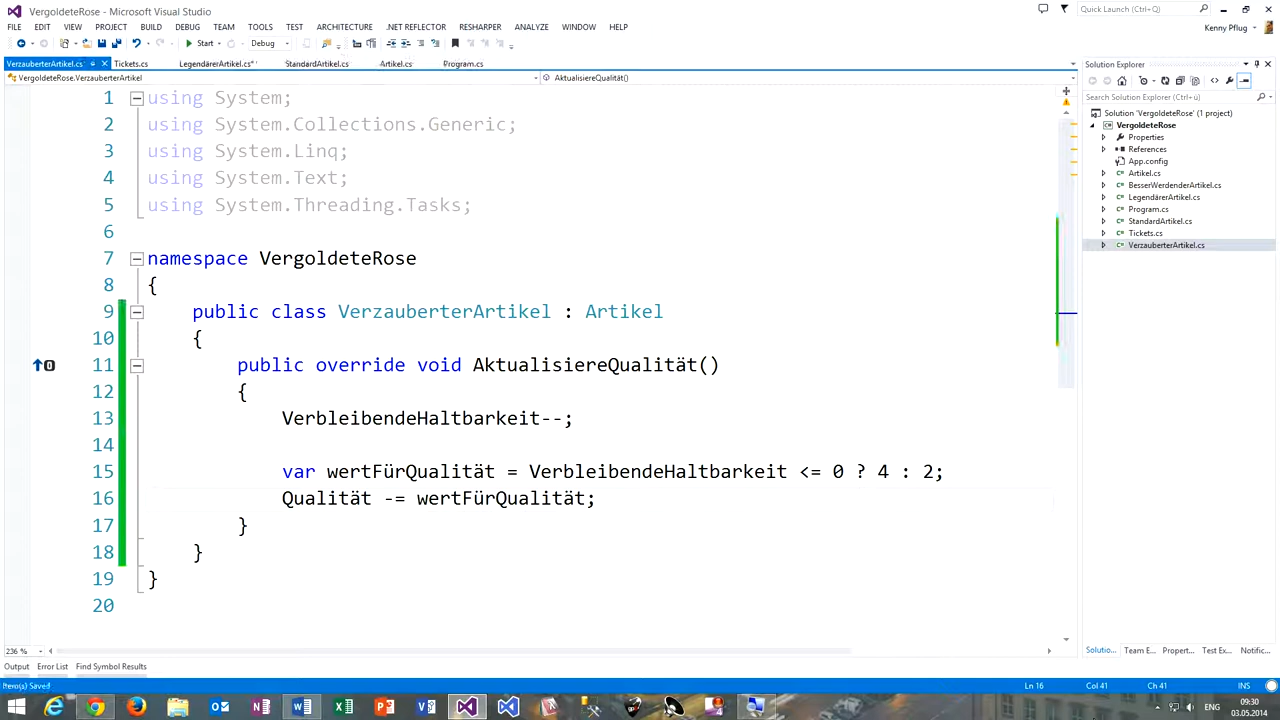 VergoldeteRose - Microsoft Visual Studio
Quick Launch (Ctrl+Q)
FILE EDIT VIEW PROJECT BUILD DEBUG TEAM TOOLS TEST ARCHITECTURE .NET REFLECTOR RESHARPER ANALYZE WINDOW HELP
Kenny Pflug
Start Debug
VerzauberterArtikel.cs Tickets.cs LegendärerArtikel.cs* StandardArtikel.cs Artikel.cs Program.cs
VergoldeteRose.VerzauberterArtikel AktualisiereQualität()
1 using System;
2 using System.Collections.Generic;
3 using System.Linq;
4 using System.Text;
5 using System.Threading.Tasks;
6
7 namespace VergoldeteRose
8 {
9 public class VerzauberterArtikel : Artikel
10 {
11 public override void AktualisiereQualität()
12 {
13 VerbleibendeHaltbarkeit--;
14
15 var wertFürQualität = VerbleibendeHaltbarkeit <= 0 ? 4 : 2;
16 Qualität -= wertFürQualität;
17 }
18 }
19 }
20
236 %
Solution Explorer
Search Solution Explorer (Ctrl+ü)
Solution 'VergoldeteRose' (1 project)
VergoldeteRose
Properties
References
App.config
Artikel.cs
BesserWerdenderArtikel.cs
LegendärerArtikel.cs
Program.cs
StandardArtikel.cs
Tickets.cs
VerzauberterArtikel.cs
Solutio... Team E... Propert... Test Ex... Notific...
Output Error List Find Symbol Results
Item(s) Saved Ln 16 Col 41 Ch 41 INS
ENG
09:30
03.05.2014